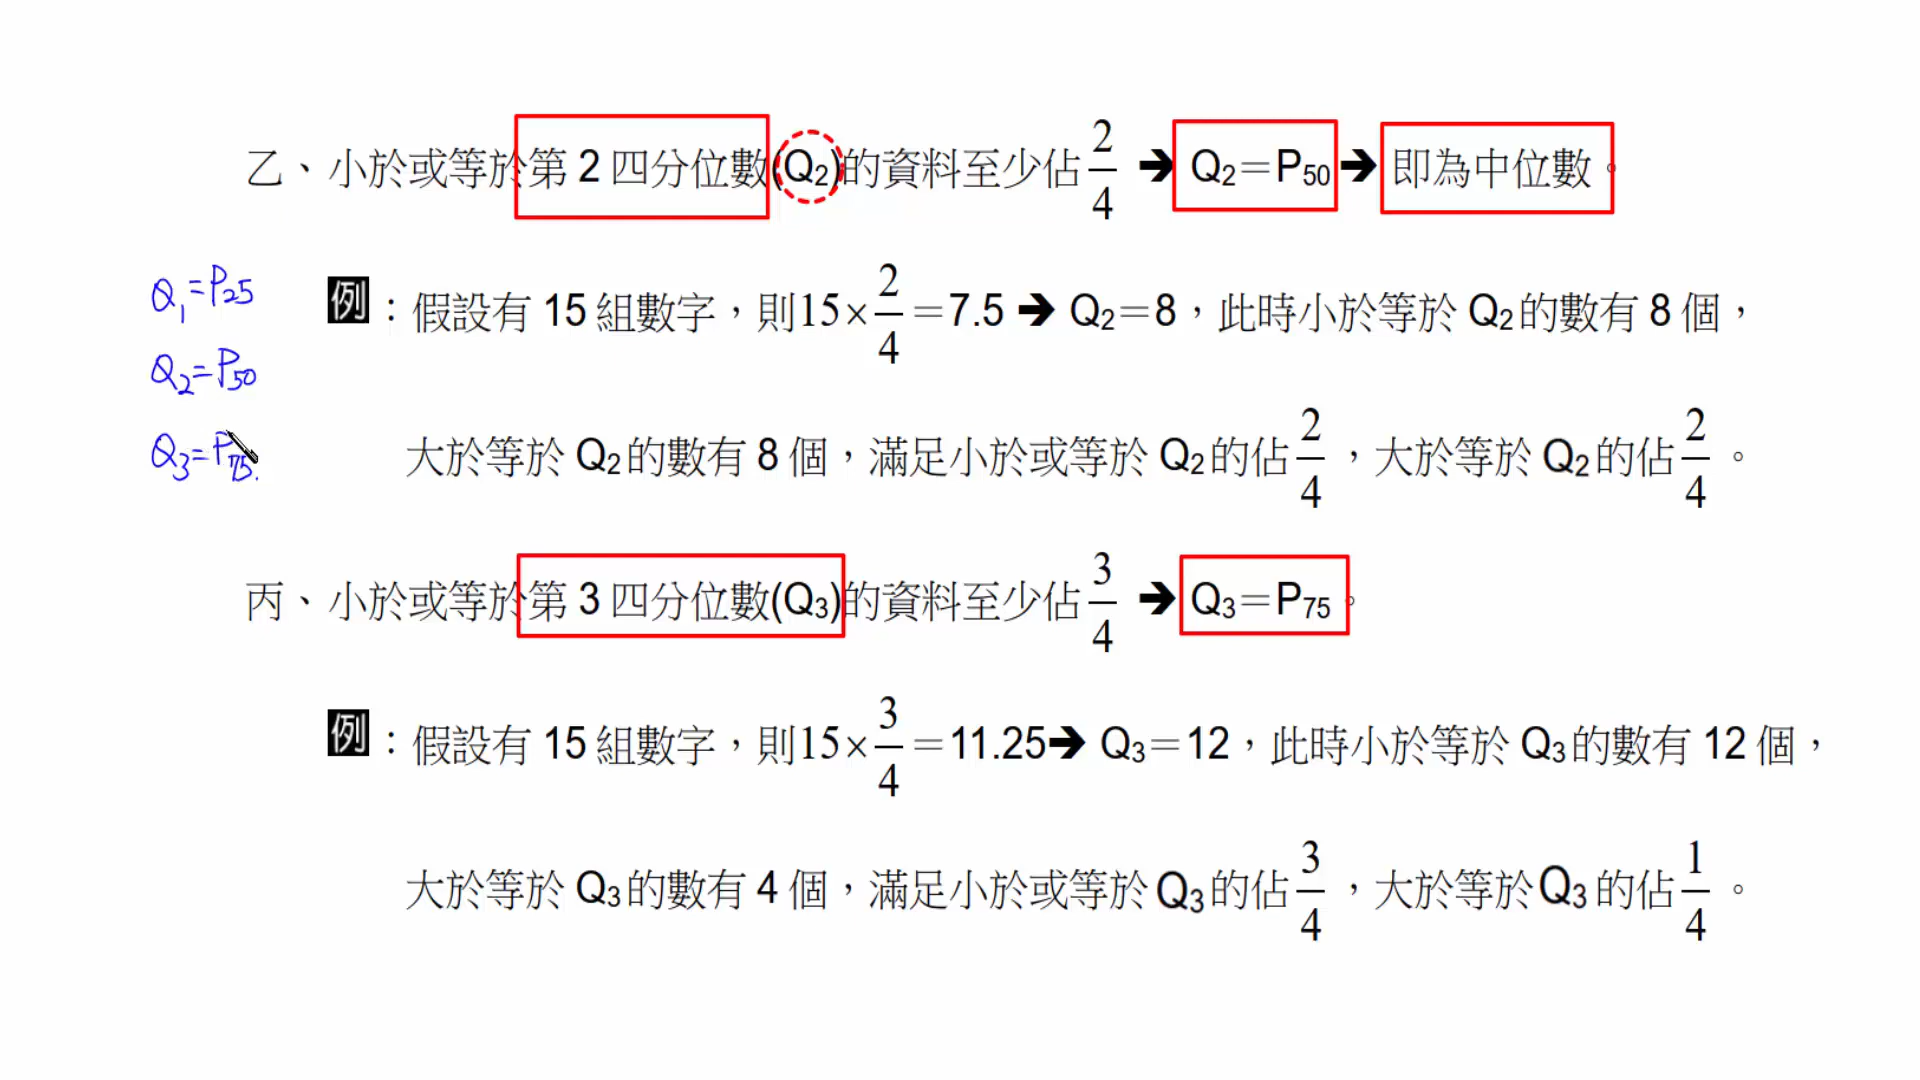 乙、小於或等於第 2 四分位數(Q₂)的資料至少佔 2/4 ➔ Q₂＝P₅₀ ➔ 即為中位數。
Q₁=P₂₅
例：假設有 15 組數字，則15×2/4＝7.5 ➔ Q₂＝8，此時小於等於 Q₂的數有 8 個，
Q₂=P₅₀
大於等於 Q₂的數有 8 個，滿足小於或等於 Q₂的佔 2/4，大於等於 Q₂的佔 2/4。
Q₃=P₇₅.
丙、小於或等於第 3 四分位數(Q₃)的資料至少佔 3/4 ➔ Q₃＝P₇₅。
例：假設有 15 組數字，則15×3/4＝11.25➔ Q₃＝12，此時小於等於 Q₃的數有 12 個，
大於等於 Q₃的數有 4 個，滿足小於或等於 Q₃的佔 3/4，大於等於 Q₃的佔 1/4。